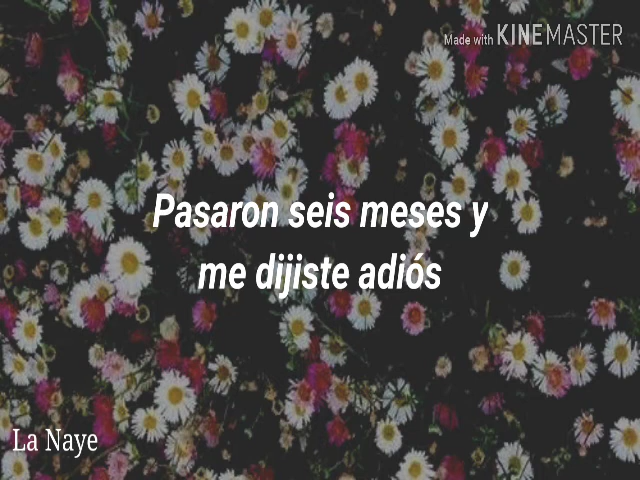 Made with KINEMASTER
Pasaron seis meses y
me dijiste adiós
La Naye